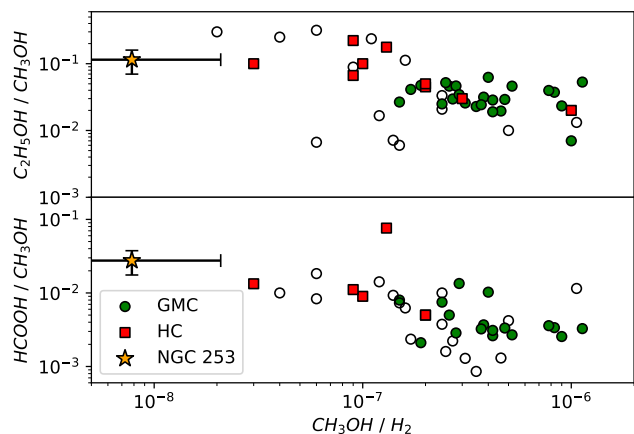 C₂H₅OH / CH₃OH
10⁻¹
10⁻²
10⁻³
HCOOH / CH₃OH
10⁻¹
10⁻²
10⁻³
GMC
HC
NGC 253
10⁻⁸
10⁻⁷
10⁻⁶
CH₃OH / H₂